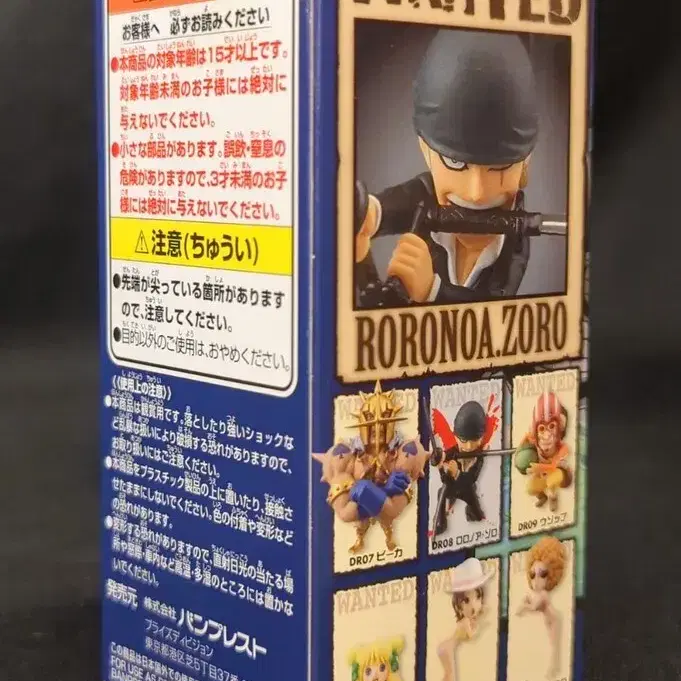 お客様へ 必ずお読みください
●本商品の対象年齢は15才以上です。
対象年齢未満のお子様には絶対に
与えないでください。
●小さな部品があります。誤飲・窒息の
危険がありますので、3才未満のお子
様には絶対に与えないでください。
⚠注意(ちゅうい)
●先端が尖っている箇所があります
ので、注意してください。
●目的以外のご使用は、おやめください。
《使用上の注意》
●本商品は観賞用です。落としたり強いショックな
ど乱暴な扱いにより破損する恐れがありますので、
お取り扱いにはご注意ください。
●本商品をプラスチック製品の上に置いたり、接触さ
せたままにしないでください。色の付着や変形など
の恐れがあります。
●変形する恐れがありますので、直射日光の当たる場
所や窓際・車内など高温・多湿のところには置かな
いでください。
発売元 株式会社 バンプレスト
プライズディビジョン
東京都港区芝5丁目37番
WANTED
RORONOA.ZORO
WANTED
DR07 ピーカ
DR08 ロロノア・ゾロ
DR09 ウソップ
WANTED
WANTED